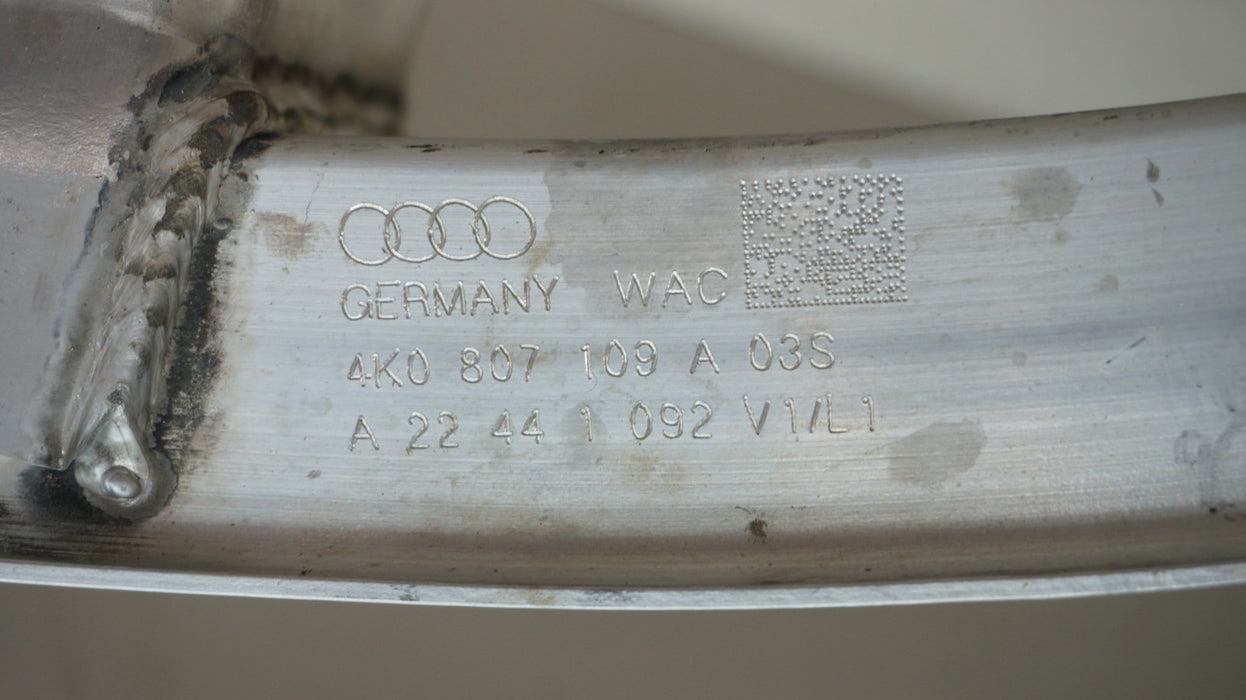 GERMANY WAC
4K0 807 109 A 03S
A 22 44 1 092 V1/L1